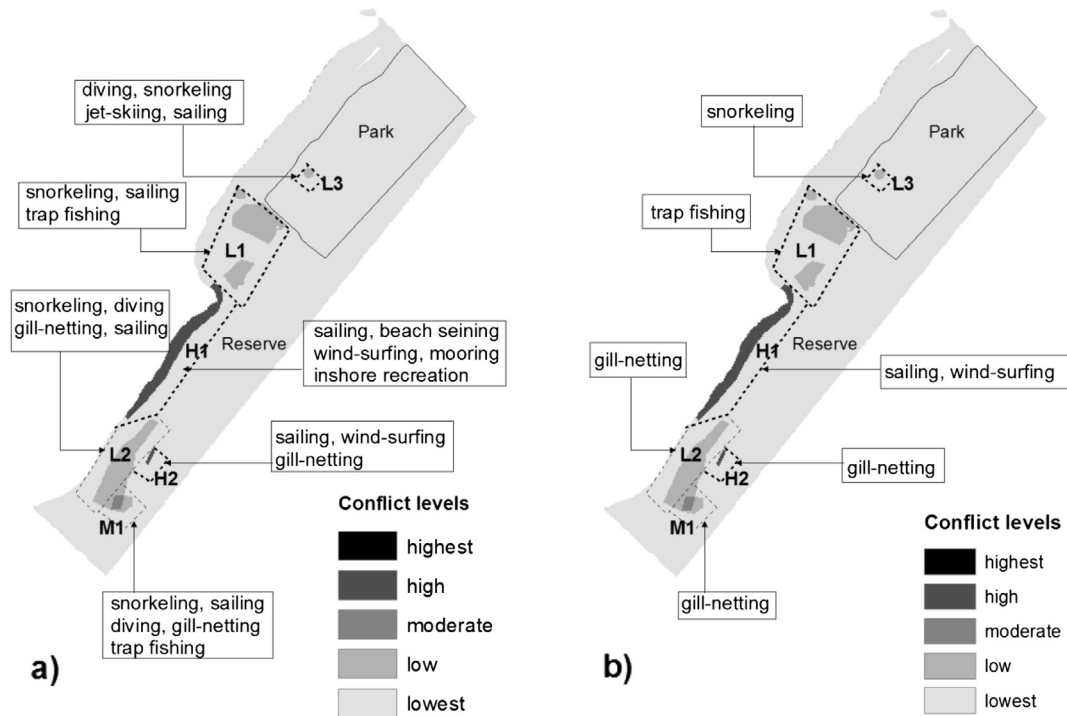 diving, snorkeling
jet-skiing, sailing
Park
L3
snorkeling, sailing
trap fishing
L1
snorkeling, diving
gill-netting, sailing
sailing, beach seining
wind-surfing, mooring
inshore recreation
Reserve
H1
L2
sailing, wind-surfing
gill-netting
H2
M1
snorkeling, sailing
diving, gill-netting
trap fishing
Conflict levels
highest
high
moderate
low
lowest
a)
snorkeling
Park
L3
trap fishing
L1
Reserve
H1
gill-netting
sailing, wind-surfing
L2
gill-netting
H2
M1
gill-netting
Conflict levels
highest
high
moderate
low
lowest
b)